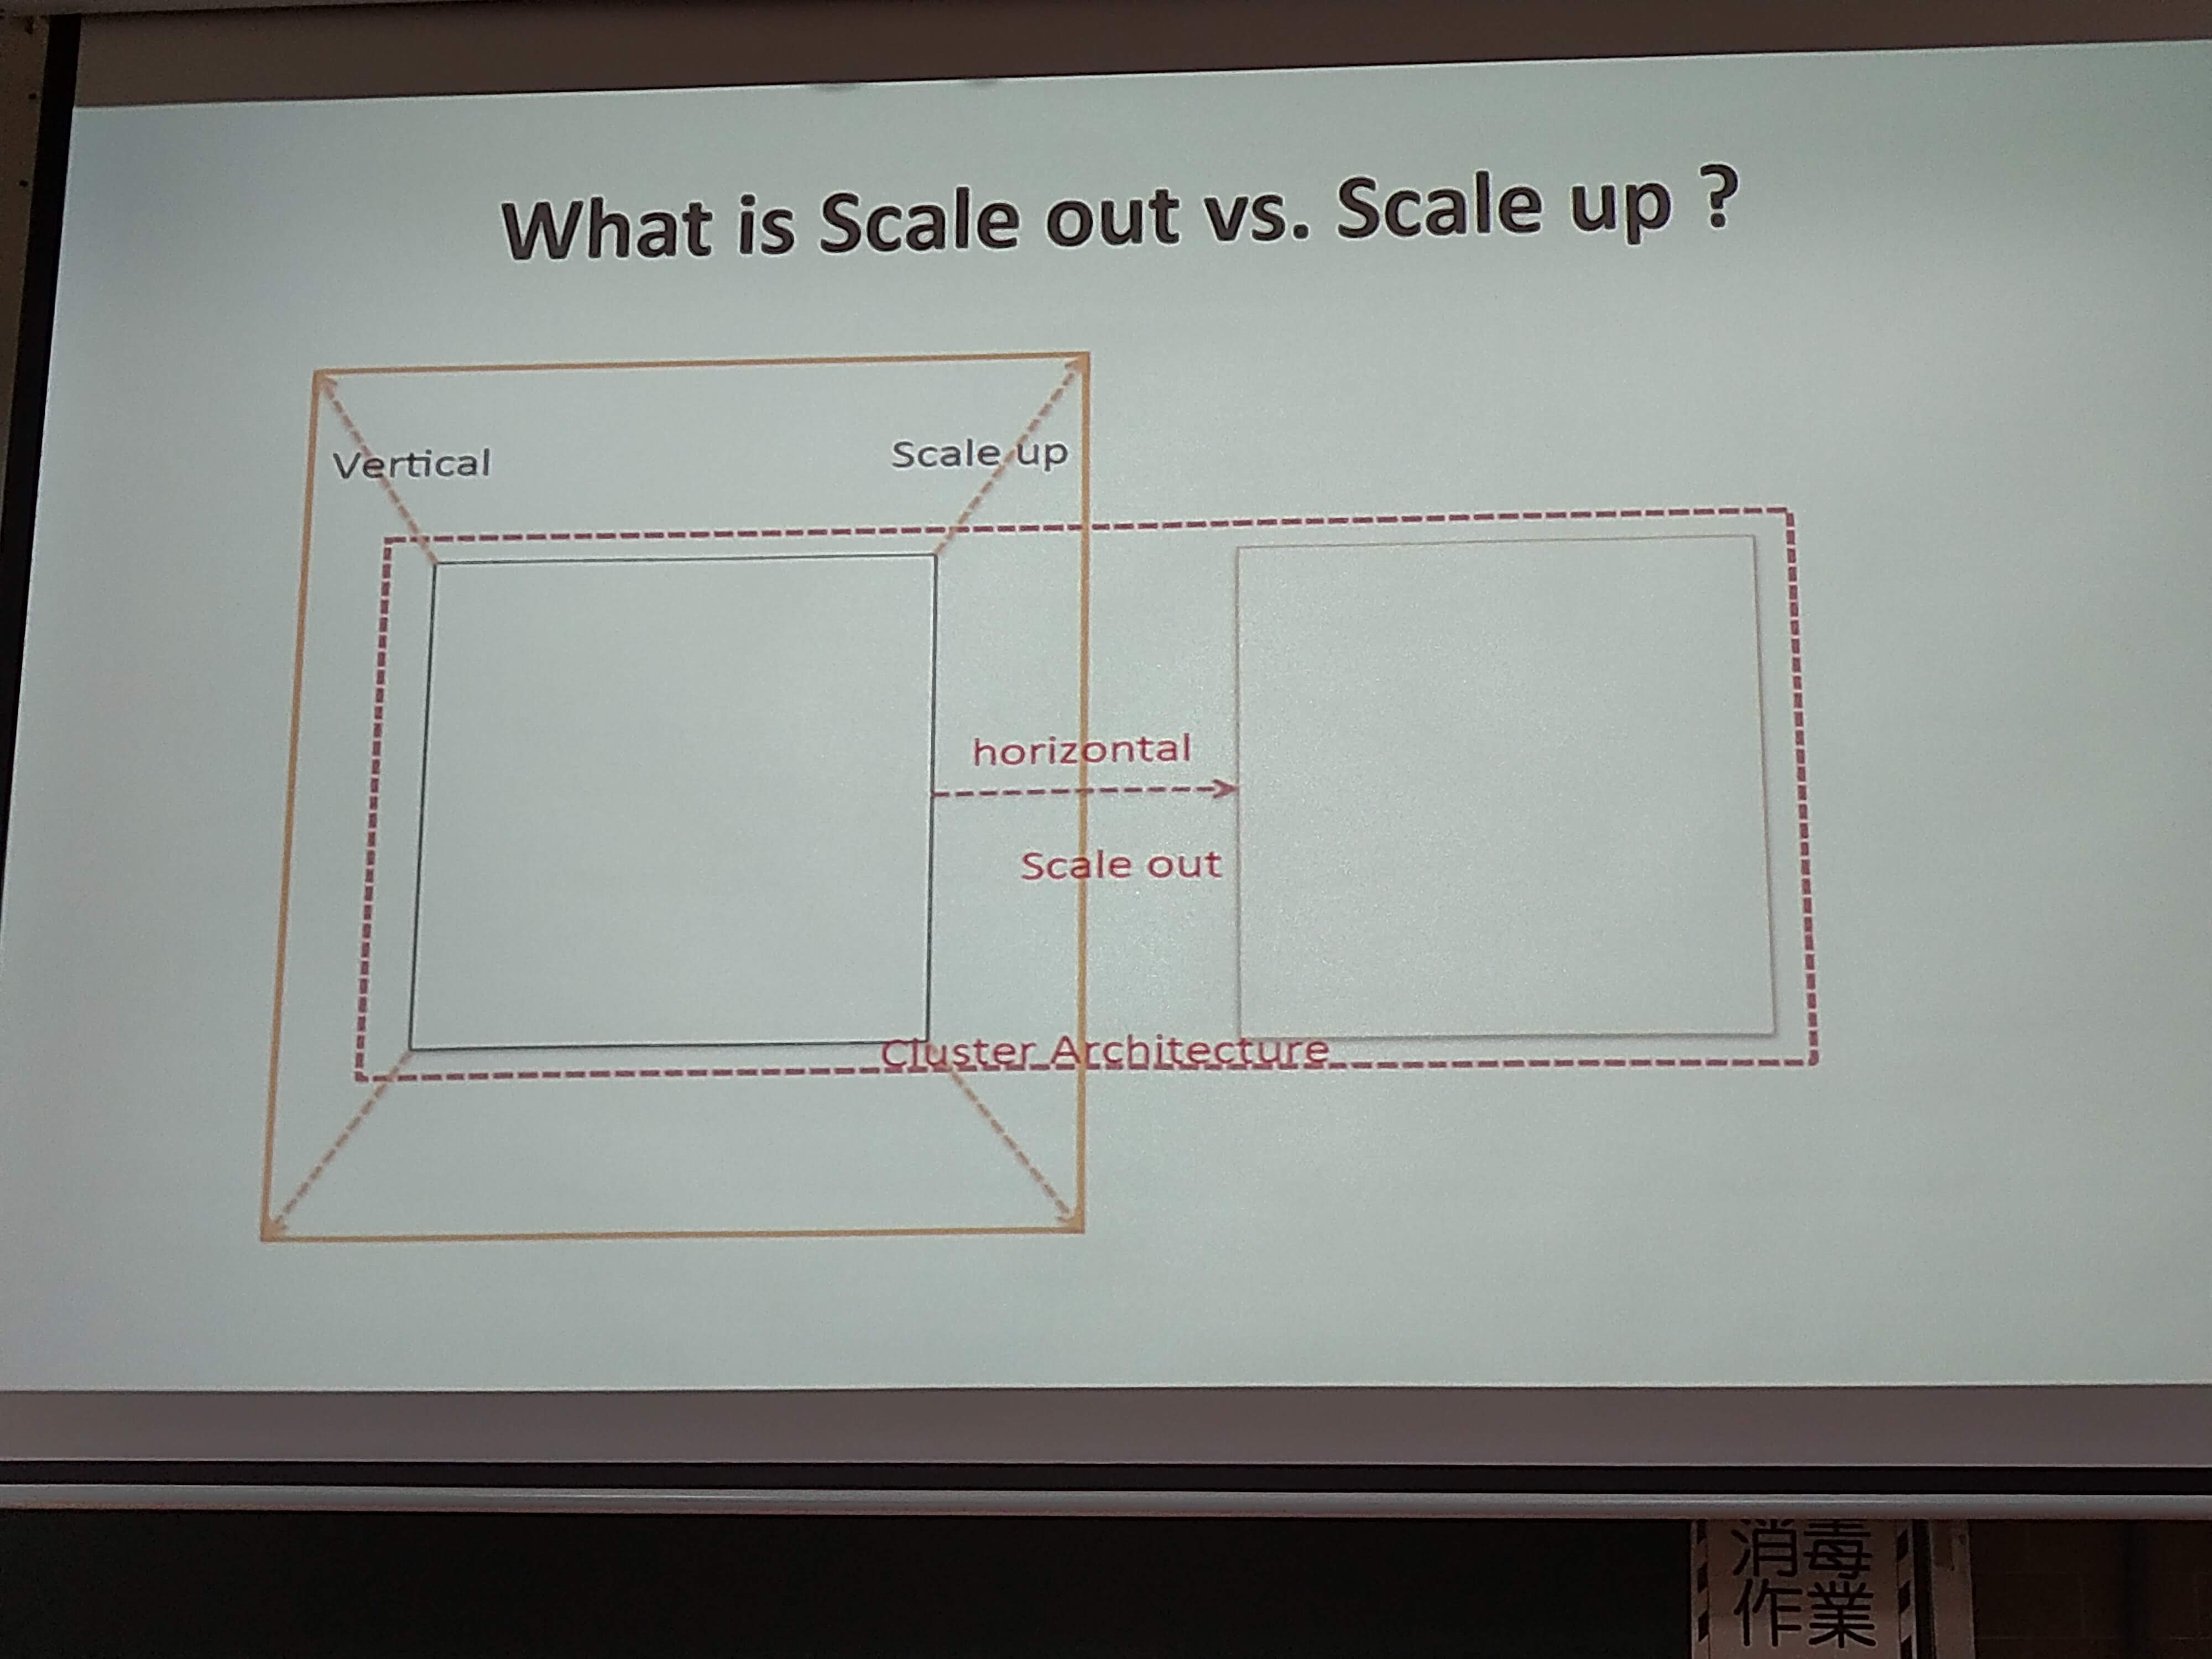 What is Scale out vs. Scale up ?
Vertical
Scale up
horizontal
Scale out
Cluster Architecture
消毒
作業